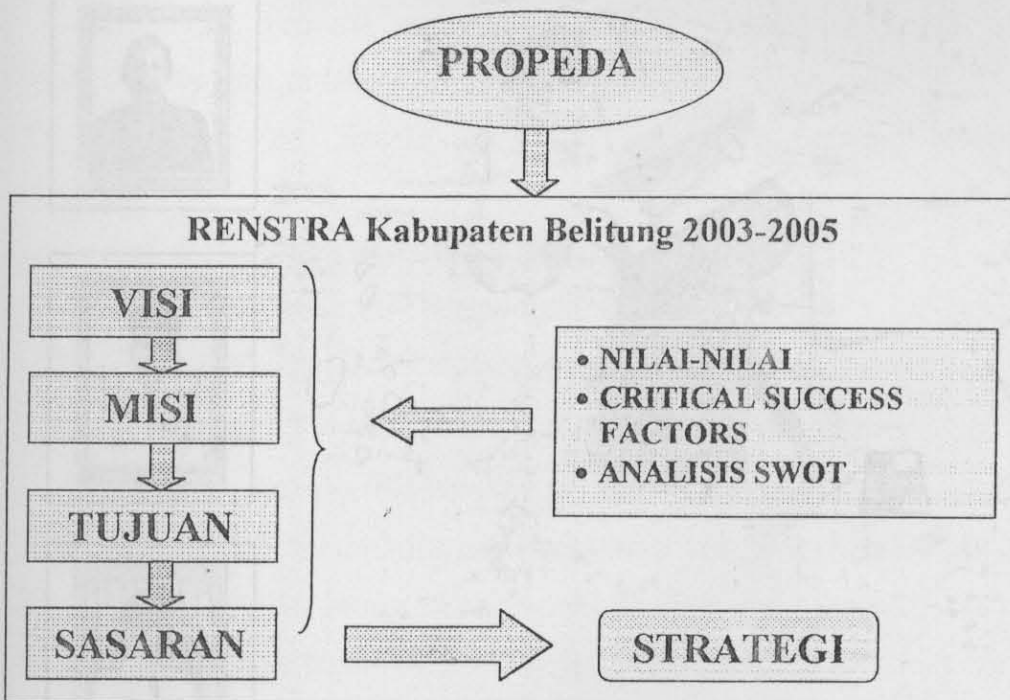 PROPEDA
RENSTRA Kabupaten Belitung 2003-2005
VISI
MISI
TUJUAN
SASARAN
• NILAI-NILAI
• CRITICAL SUCCESS
FACTORS
• ANALISIS SWOT
STRATEGI